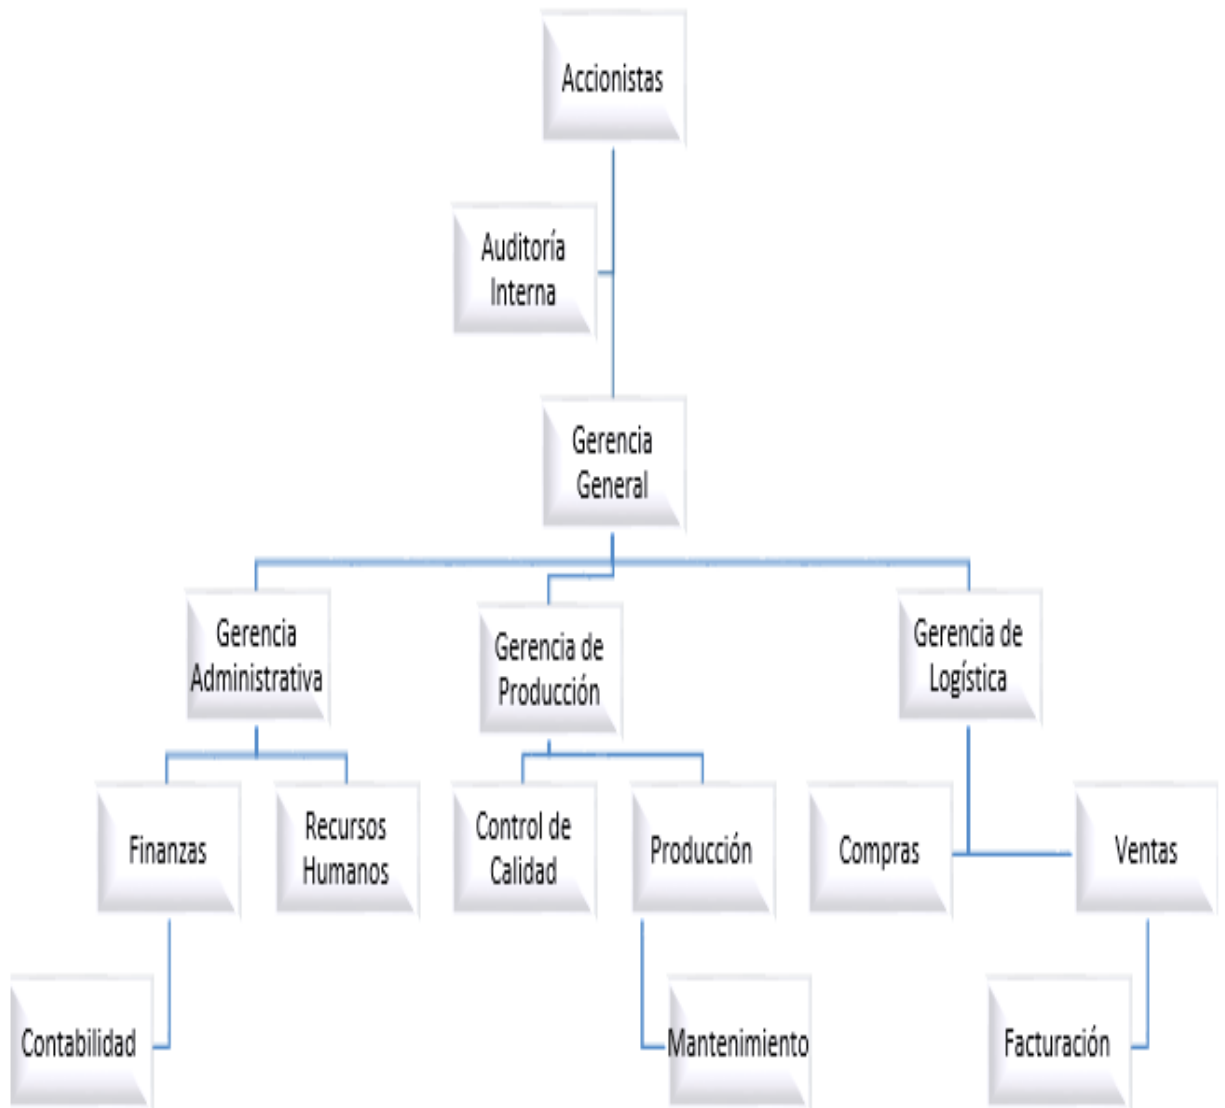 Accionistas
Auditoría
Interna
Gerencia
General
Gerencia
Administrativa
Gerencia de
Producción
Gerencia de
Logística
Finanzas
Recursos
Humanos
Control de
Calidad
Producción
Compras
Ventas
Contabilidad
Mantenimiento
Facturación